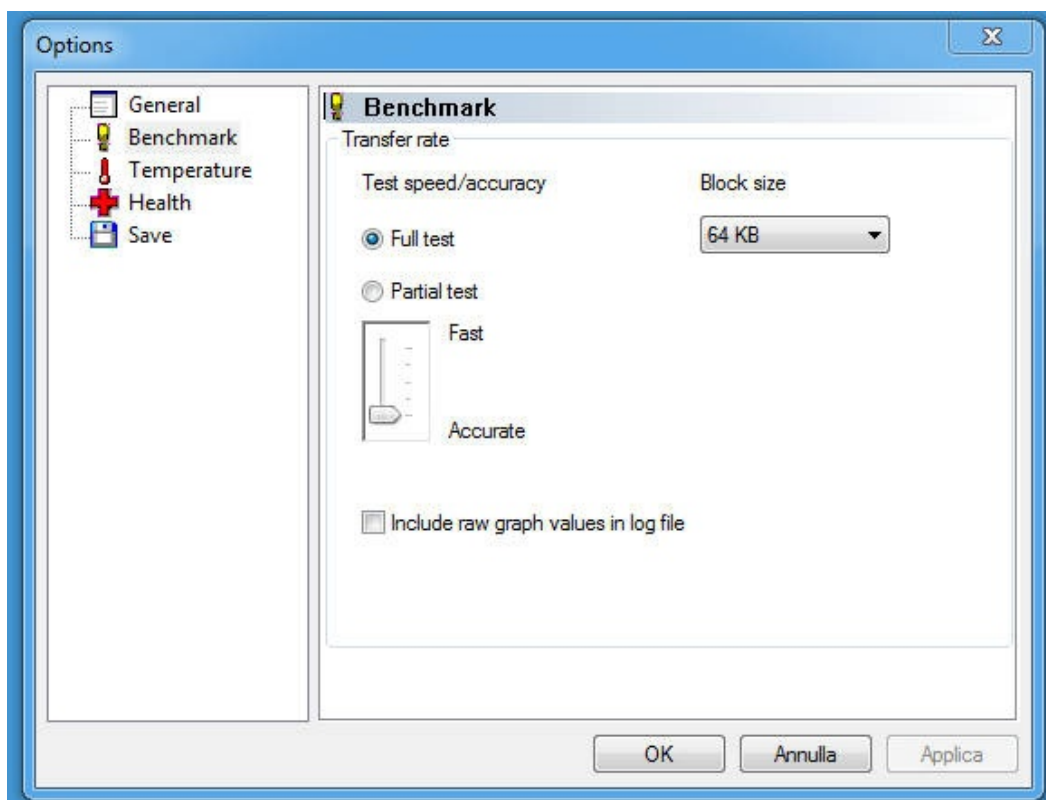 Options
General
Benchmark
Temperature
Health
Save
Benchmark
Transfer rate
Test speed/accuracy
Block size
Full test
64 KB
Partial test
Fast
Accurate
Include raw graph values in log file
OK
Annulla
Applica